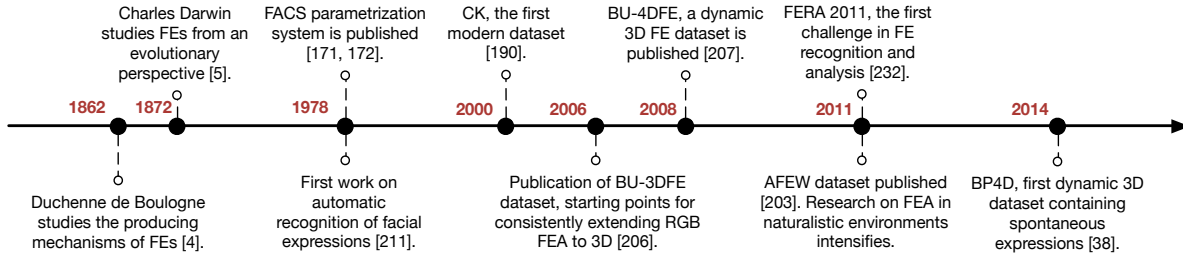 Charles Darwin
studies FEs from an
evolutionary
perspective [5].
FACS parametrization
system is published
[171, 172].
CK, the first
modern dataset
[190].
BU-4DFE, a dynamic
3D FE dataset is
published [207].
FERA 2011, the first
challenge in FE
recognition and
analysis [232].
1862
1872
1978
2000
2006
2008
2011
2014
Duchenne de Boulogne
studies the producing
mechanisms of FEs [4].
First work on
automatic
recognition of facial
expressions [211].
Publication of BU-3DFE
dataset, starting points for
consistently extending RGB
FEA to 3D [206].
AFEW dataset published
[203]. Research on FEA in
naturalistic environments
intensifies.
BP4D, first dynamic 3D
dataset containing
spontaneous
expressions [38].